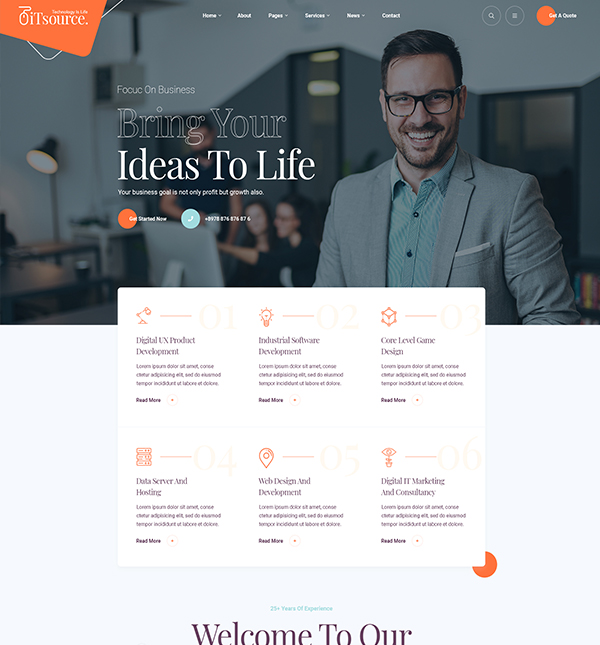 Technology to Life
iTsource.
Home
About
Pages
Services
News
Contact
Get A Quote
Focuc On Business
Bring Your
Ideas To Life
Your business goal is not only profit but growth also.
Get Started Now
+8978 876 876 87 6
01
02
03
Digital UX Product
Development
Lorem ipsum dolor sit amet, conse
ctetur adipisicing elit, sed do eiusmod
tempor incididunt ut labore et dolore.
Read More
Industrial Software
Development
Lorem ipsum dolor sit amet, conse
ctetur adipisicing elit, sed do eiusmod
tempor incididunt ut labore et dolore.
Read More
Core Level Game
Design
Lorem ipsum dolor sit amet, conse
ctetur adipisicing elit, sed do eiusmod
tempor incididunt ut labore et dolore.
Read More
04
05
06
Data Server And
Hosting
Lorem ipsum dolor sit amet, conse
ctetur adipisicing elit, sed do eiusmod
tempor incididunt ut labore et dolore.
Read More
Web Design And
Development
Lorem ipsum dolor sit amet, conse
ctetur adipisicing elit, sed do eiusmod
tempor incididunt ut labore et dolore.
Read More
Digital IT Marketing
And Consultancy
Lorem ipsum dolor sit amet, conse
ctetur adipisicing elit, sed do eiusmod
tempor incididunt ut labore et dolore.
Read More
25+ Years Of Experience
Welcome To Our